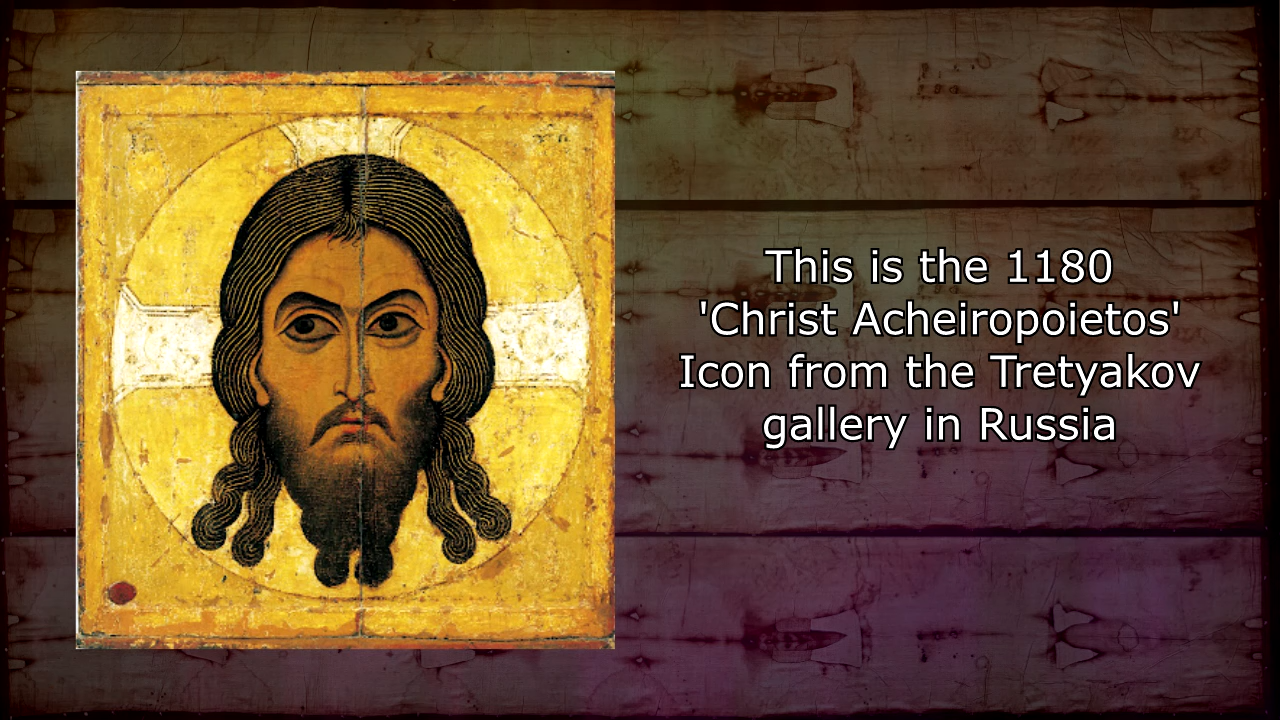 This is the 1180
'Christ Acheiropoietos'
Icon from the Tretyakov
gallery in Russia